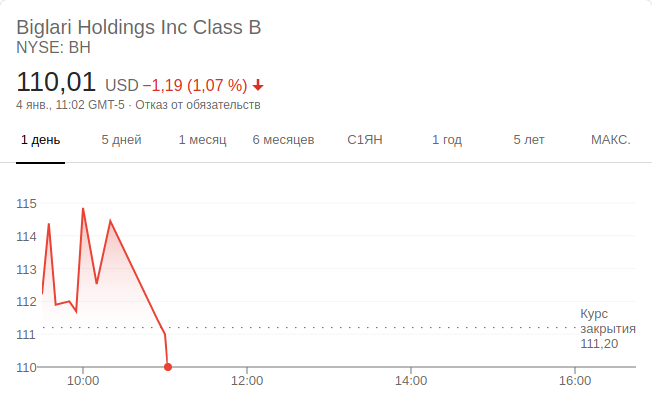 Biglari Holdings Inc Class B
NYSE: BH
110,01 USD −1,19 (1,07 %)
4 янв., 11:02 GMT-5 · Отказ от обязательств
1 день 5 дней 1 месяц 6 месяцев С1ЯН 1 год 5 лет МАКС.
115
114
113
112
111
110
Курс
закрытия
111,20
10:00 12:00 14:00 16:00